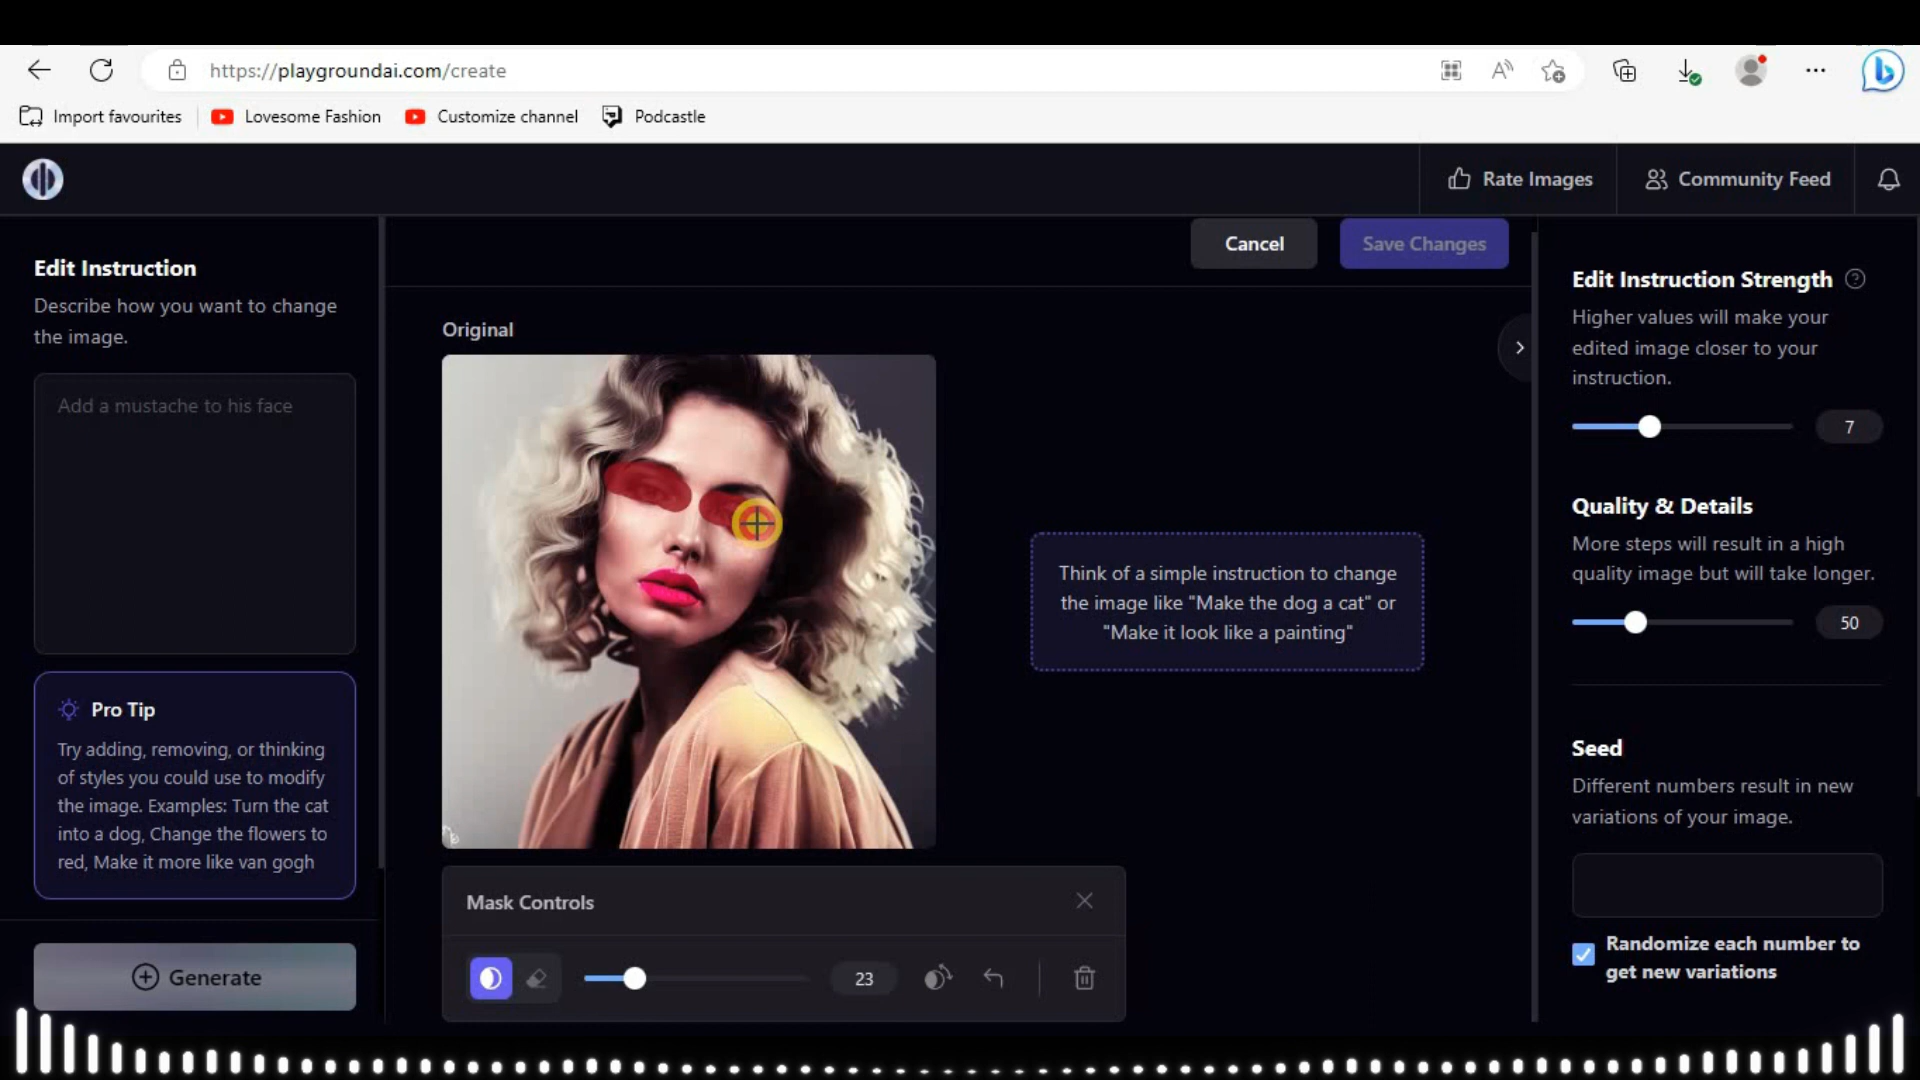 https://playgroundai.com/create
Import favourites
Lovesome Fashion
Customize channel
Podcastle
Rate Images
Community Feed
Cancel
Save Changes
Edit Instruction
Describe how you want to change
the image.
Add a mustache to his face
Pro Tip
Try adding, removing, or thinking
of styles you could use to modify
the image. Examples: Turn the cat
into a dog, Change the flowers to
red, Make it more like van gogh
Generate
Original
Think of a simple instruction to change
the image like "Make the dog a cat" or
"Make it look like a painting"
Mask Controls
23
Edit Instruction Strength
Higher values will make your
edited image closer to your
instruction.
7
Quality & Details
More steps will result in a high
quality image but will take longer.
50
Seed
Different numbers result in new
variations of your image.
Randomize each number to
get new variations